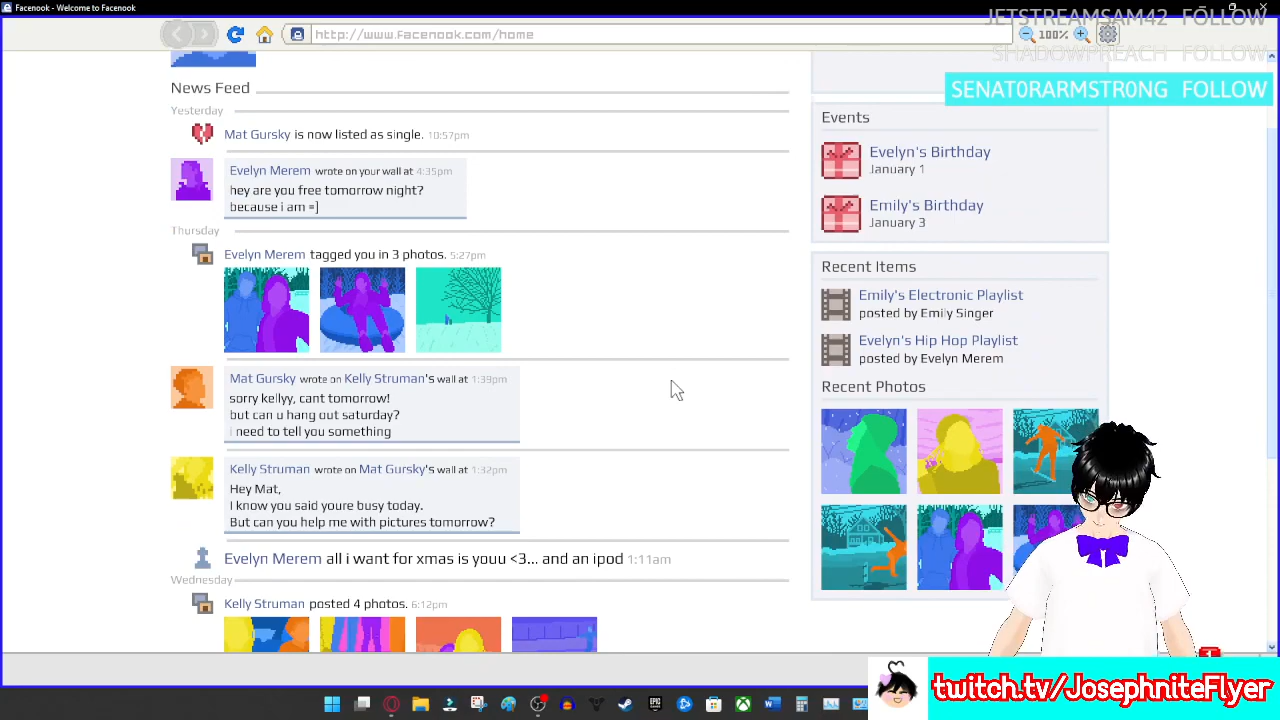 Facenook - Welcome to Facenook
JETSTREAMSAM42 FOLLOW
http://www.facenook.com/home
100%
SHADOWPREACH FOLLOW
SENAT0RARMSTR0NG FOLLOW
News Feed
Yesterday
Mat Gursky is now listed as single. 10:57pm
Evelyn Merem wrote on your wall at 4:35pm
hey are you free tomorrow night?
because i am =]
Thursday
Evelyn Merem tagged you in 3 photos. 5:27pm
Mat Gursky wrote on Kelly Struman's wall at 1:39pm
sorry kellyy, cant tomorrow!
but can u hang out saturday?
i need to tell you something
Kelly Struman wrote on Mat Gursky's wall at 1:32pm
Hey Mat,
I know you said youre busy today.
But can you help me with pictures tomorrow?
Evelyn Merem all i want for xmas is youu <3... and an ipod 1:11am
Wednesday
Kelly Struman posted 4 photos. 6:12pm
Events
Evelyn's Birthday
January 1
Emily's Birthday
January 3
Recent Items
Emily's Electronic Playlist
posted by Emily Singer
Evelyn's Hip Hop Playlist
posted by Evelyn Merem
Recent Photos
twitch.tv/JosephniteFlyer